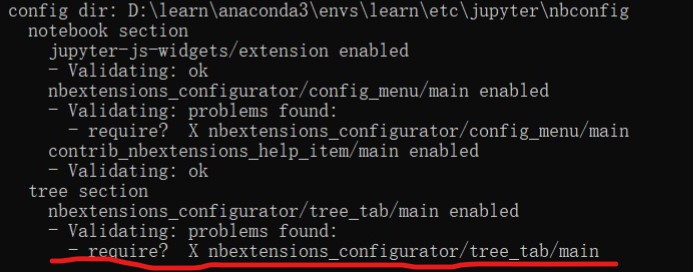 config dir: D:\learn\anaconda3\envs\learn\etc\jupyter\nbconfig
notebook section
jupyter-js-widgets/extension enabled
- Validating: ok
nbextensions_configurator/config_menu/main enabled
- Validating: problems found:
- require? X nbextensions_configurator/config_menu/main
contrib_nbextensions_help_item/main enabled
- Validating: ok
tree section
nbextensions_configurator/tree_tab/main enabled
- Validating: problems found:
- require? X nbextensions_configurator/tree_tab/main